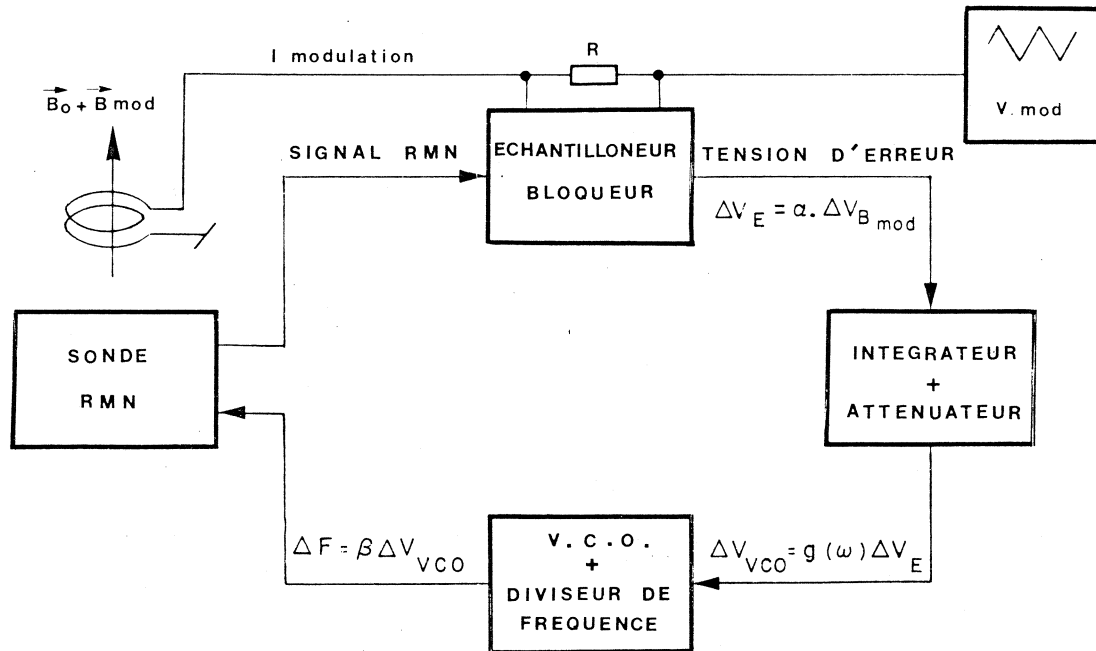 R
I modulation
B₀ + B mod
V. mod
SIGNAL RMN
ECHANTILLONEUR
BLOQUEUR
TENSION D'ERREUR
ΔV_E = α. ΔV_B mod
SONDE
RMN
INTEGRATEUR
+
ATTENUATEUR
ΔF = β ΔV_VCO
V. C. O.
+
DIVISEUR DE
FREQUENCE
ΔV_VCO = g (ω) ΔV_E